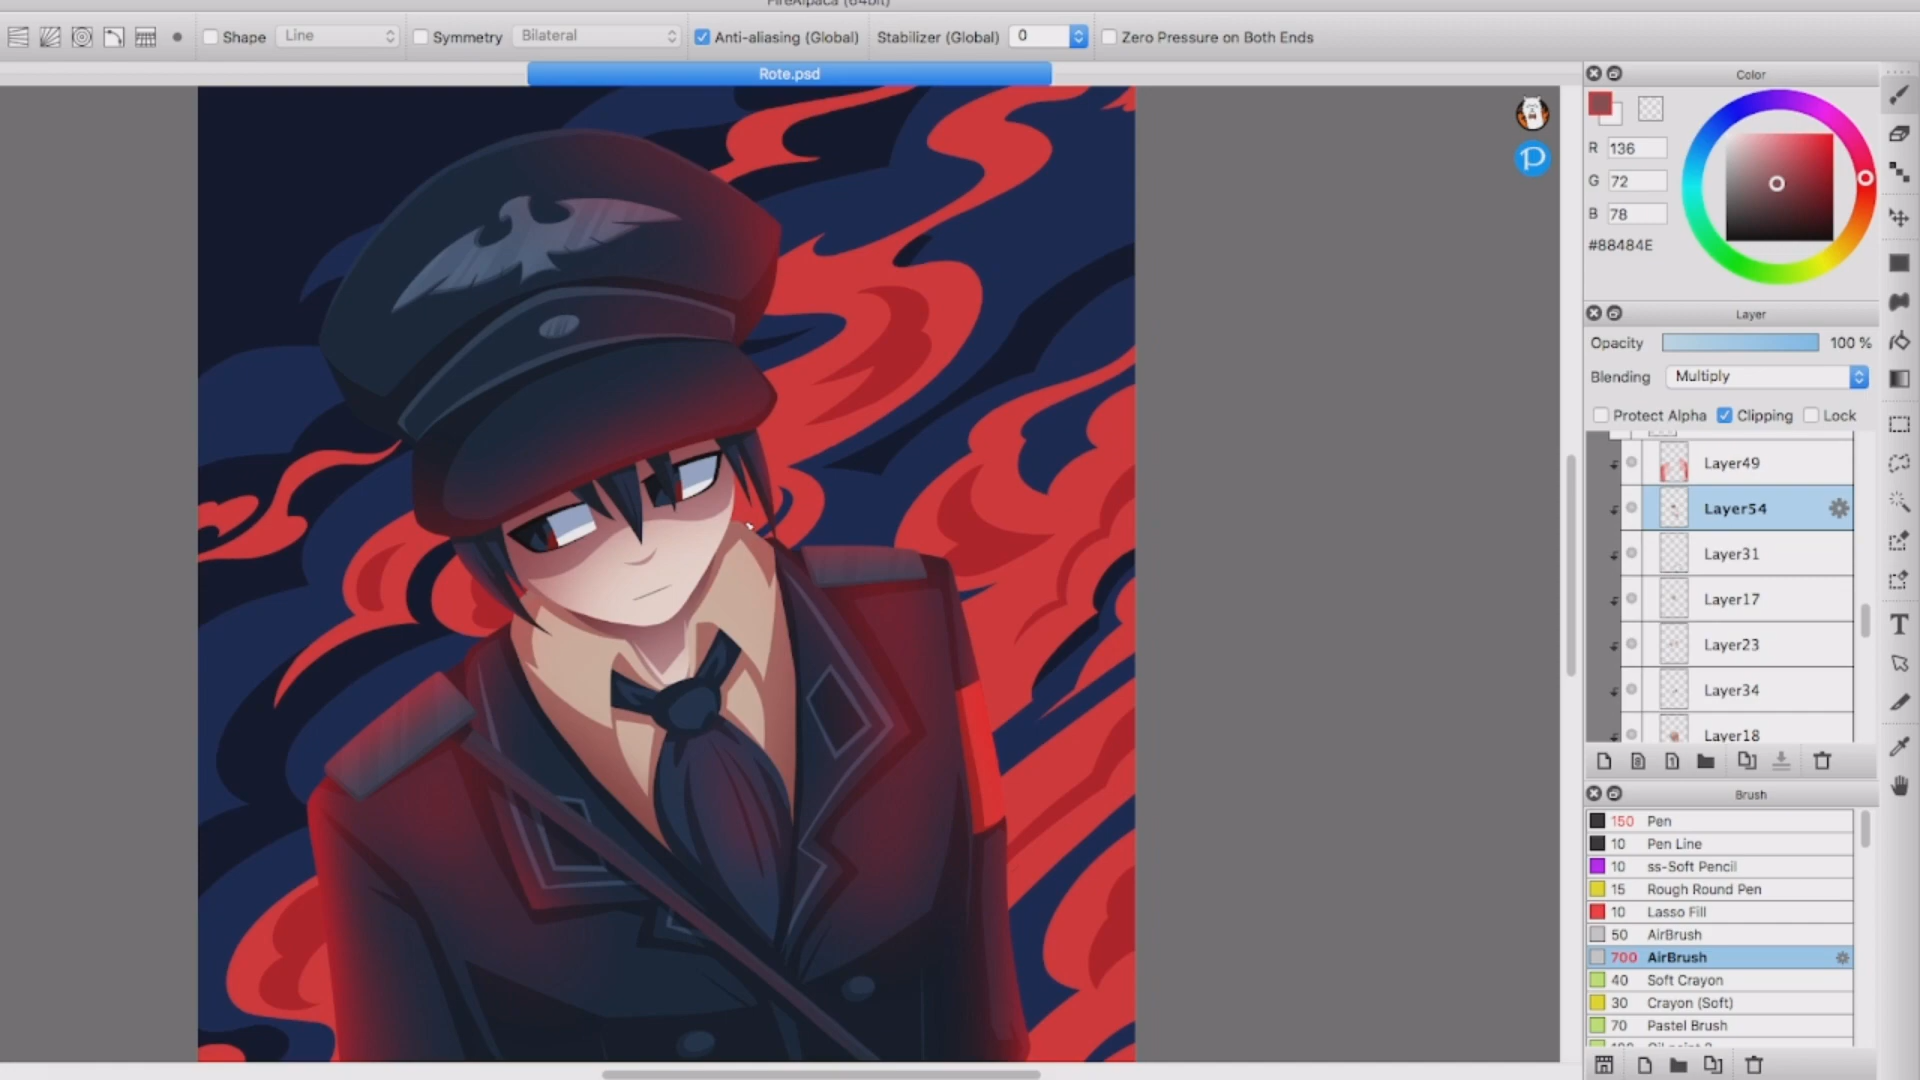 FireAlpaca (64bit)
Shape Line Symmetry Bilateral Anti-aliasing (Global) Stabilizer (Global) 0 Zero Pressure on Both Ends
Rote.psd
Color
R 136
G 72
B 78
#88484E
Layer
Opacity 100 %
Blending Multiply
Protect Alpha Clipping Lock
Layer49
Layer54
Layer31
Layer17
Layer23
Layer34
Layer18
Brush
150 Pen
10 Pen Line
10 ss-Soft Pencil
15 Rough Round Pen
10 Lasso Fill
50 AirBrush
700 AirBrush
40 Soft Crayon
30 Crayon (Soft)
70 Pastel Brush